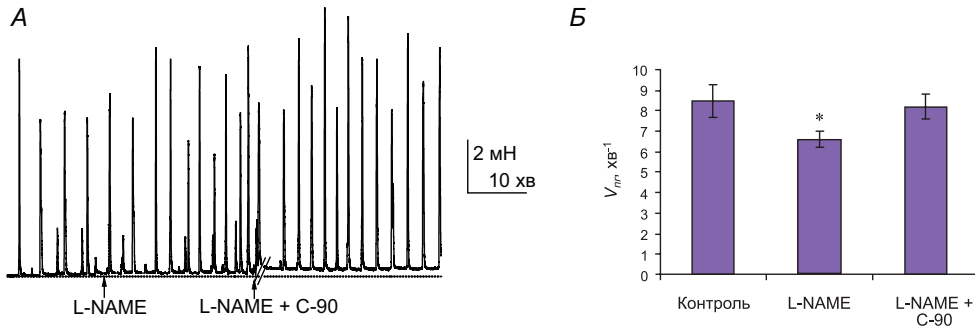 А
2 мН
10 хв
L-NAME
L-NAME + C-90
Б
V_пг, хв⁻¹
10
9
8
7
6
5
4
3
2
1
0
*
Контроль
L-NAME
L-NAME +
C-90